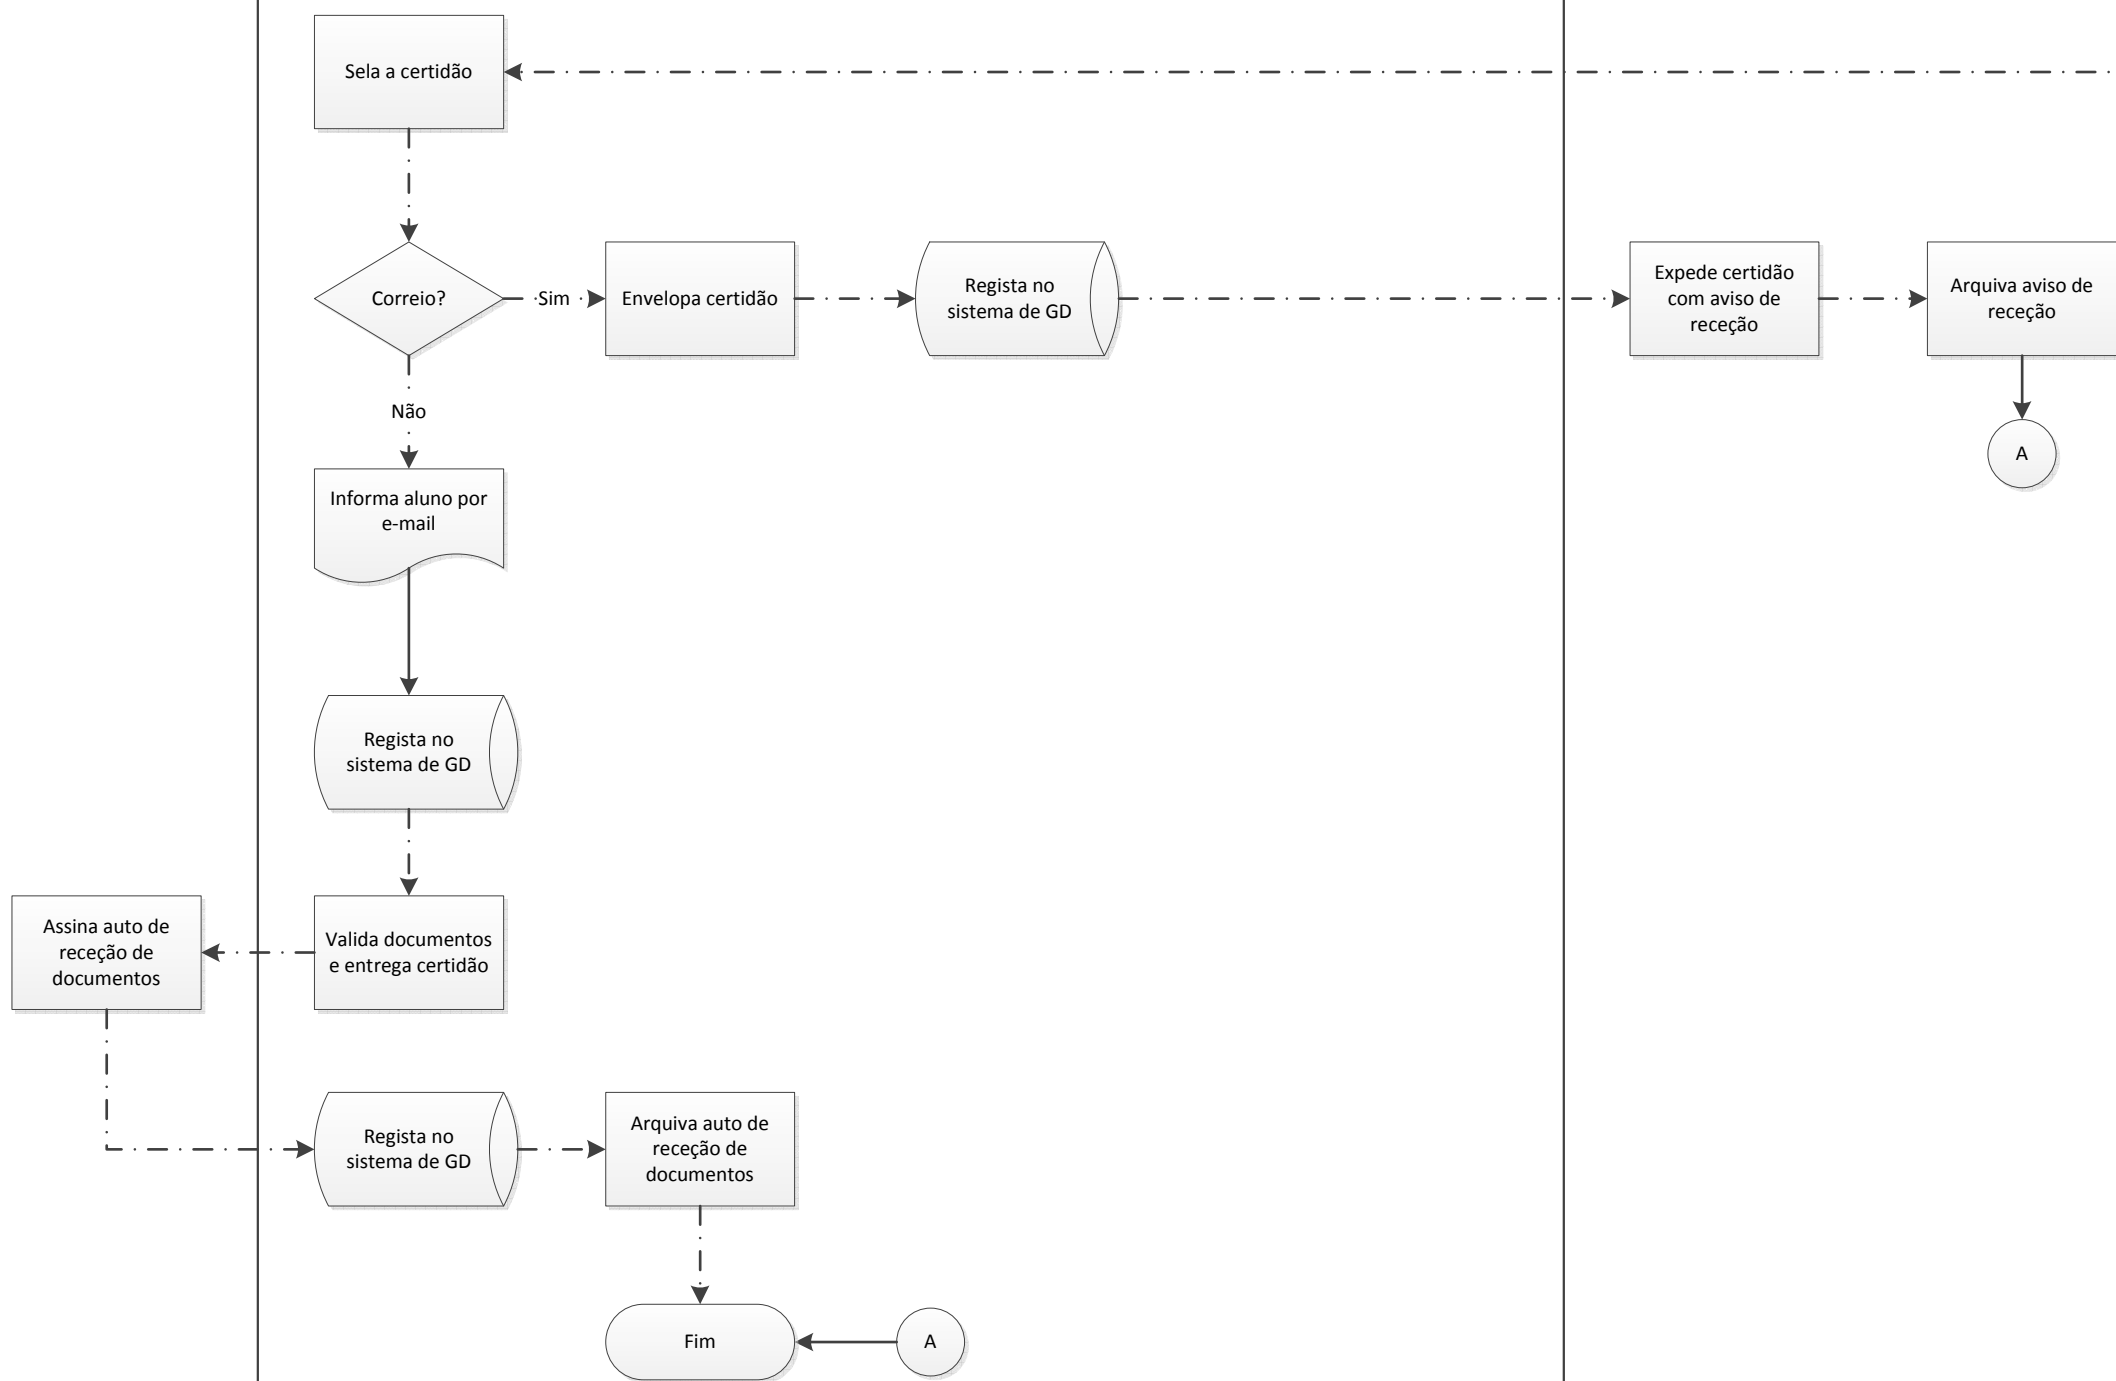 Sela a certidão
Correio?
Sim
Envelopa certidão
Regista no
sistema de GD
Expede certidão
com aviso de
receção
Arquiva aviso de
receção
A
Não
Informa aluno por
e-mail
Regista no
sistema de GD
Assina auto de
receção de
documentos
Valida documentos
e entrega certidão
Regista no
sistema de GD
Arquiva auto de
receção de
documentos
Fim
A